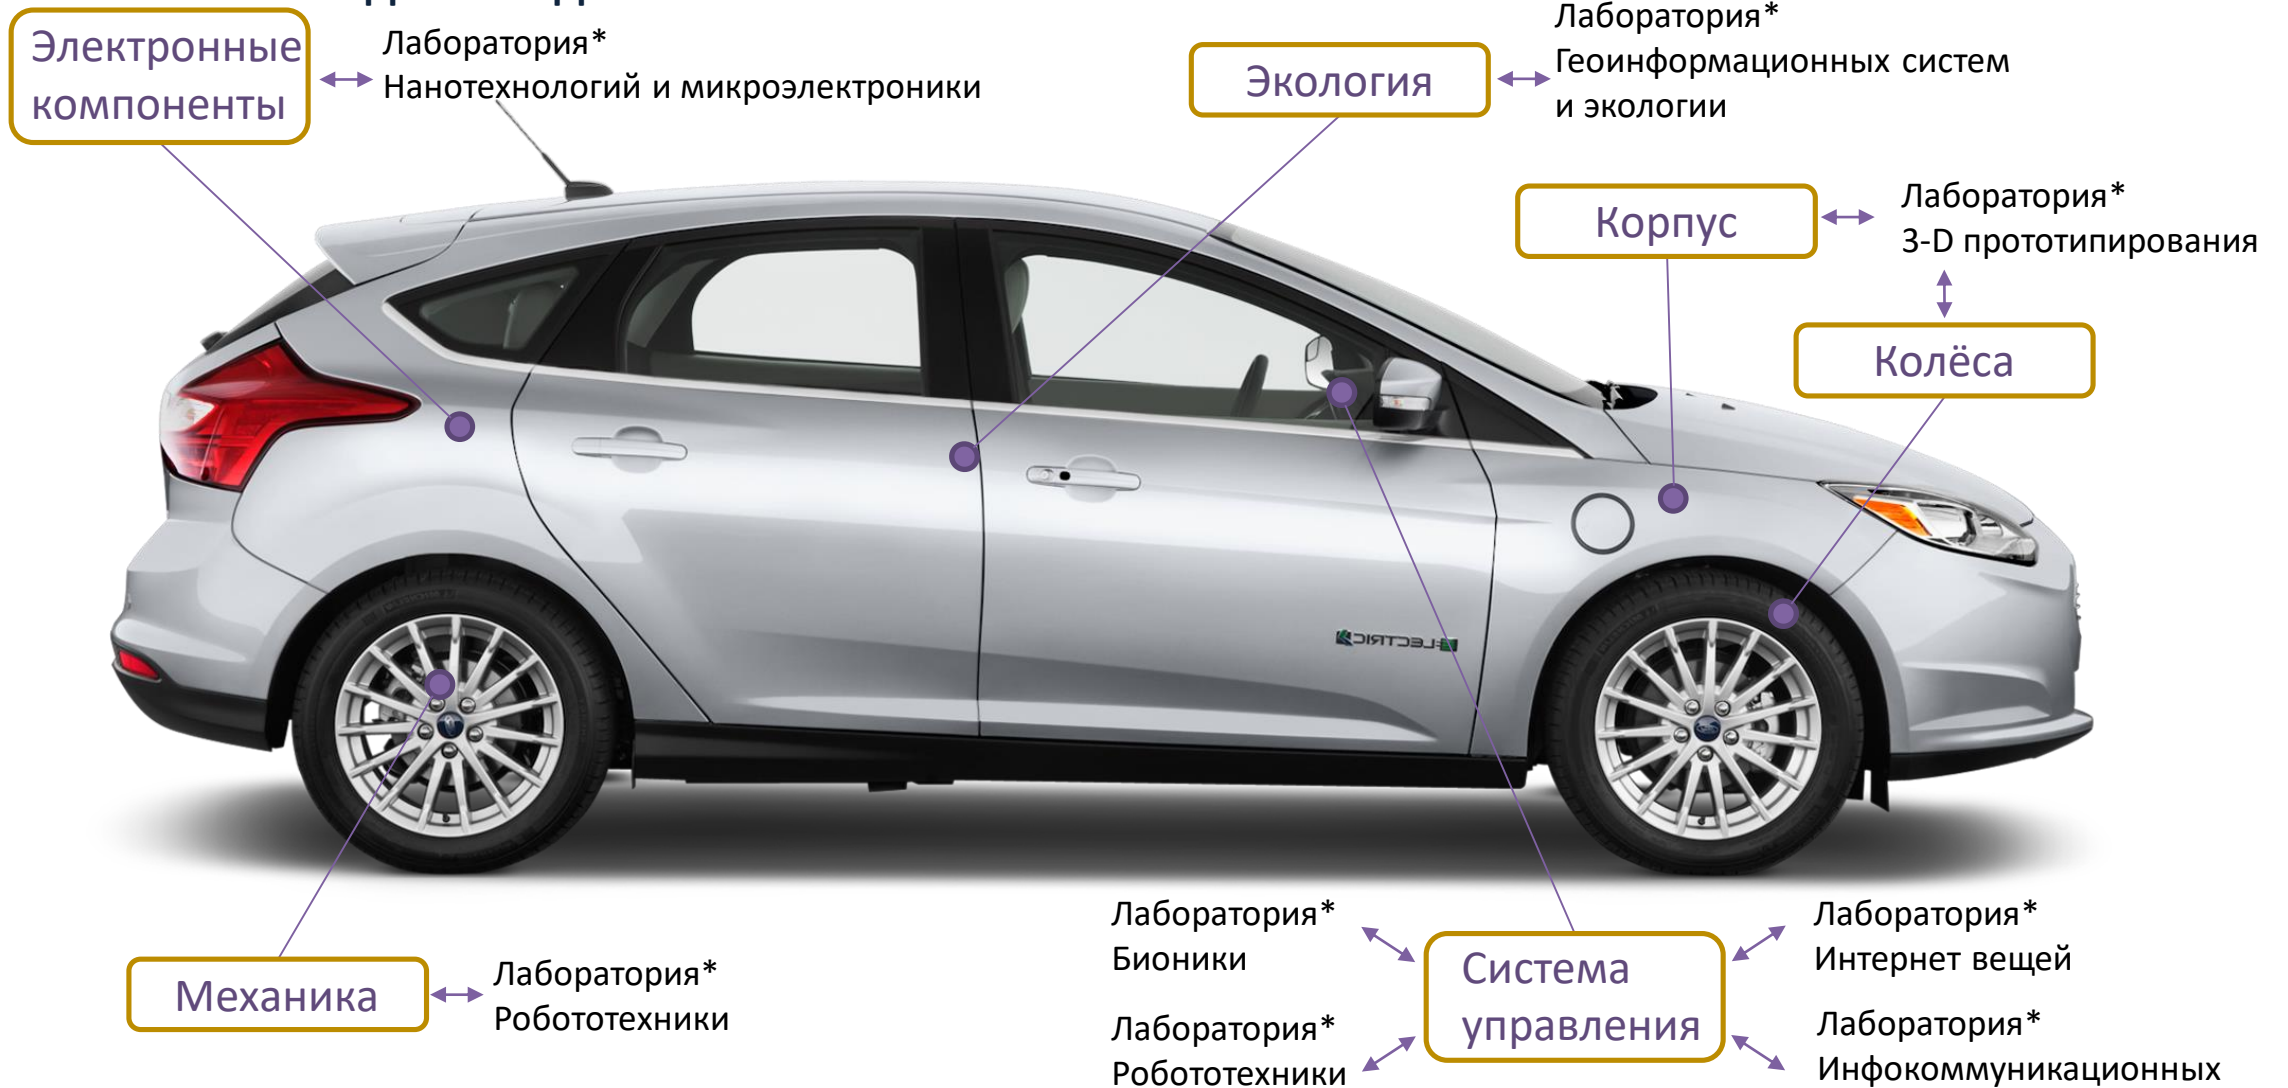 Электронные
компоненты
Лаборатория*
Нанотехнологий и микроэлектроники
Экология
Лаборатория*
Геоинформационных систем
и экологии
Корпус
Лаборатория*
3-D прототипирования
Колёса
ELECTRIC
Механика
Лаборатория*
Робототехники
Лаборатория*
Бионики
Лаборатория*
Робототехники
Система
управления
Лаборатория*
Интернет вещей
Лаборатория*
Инфокоммуникационных